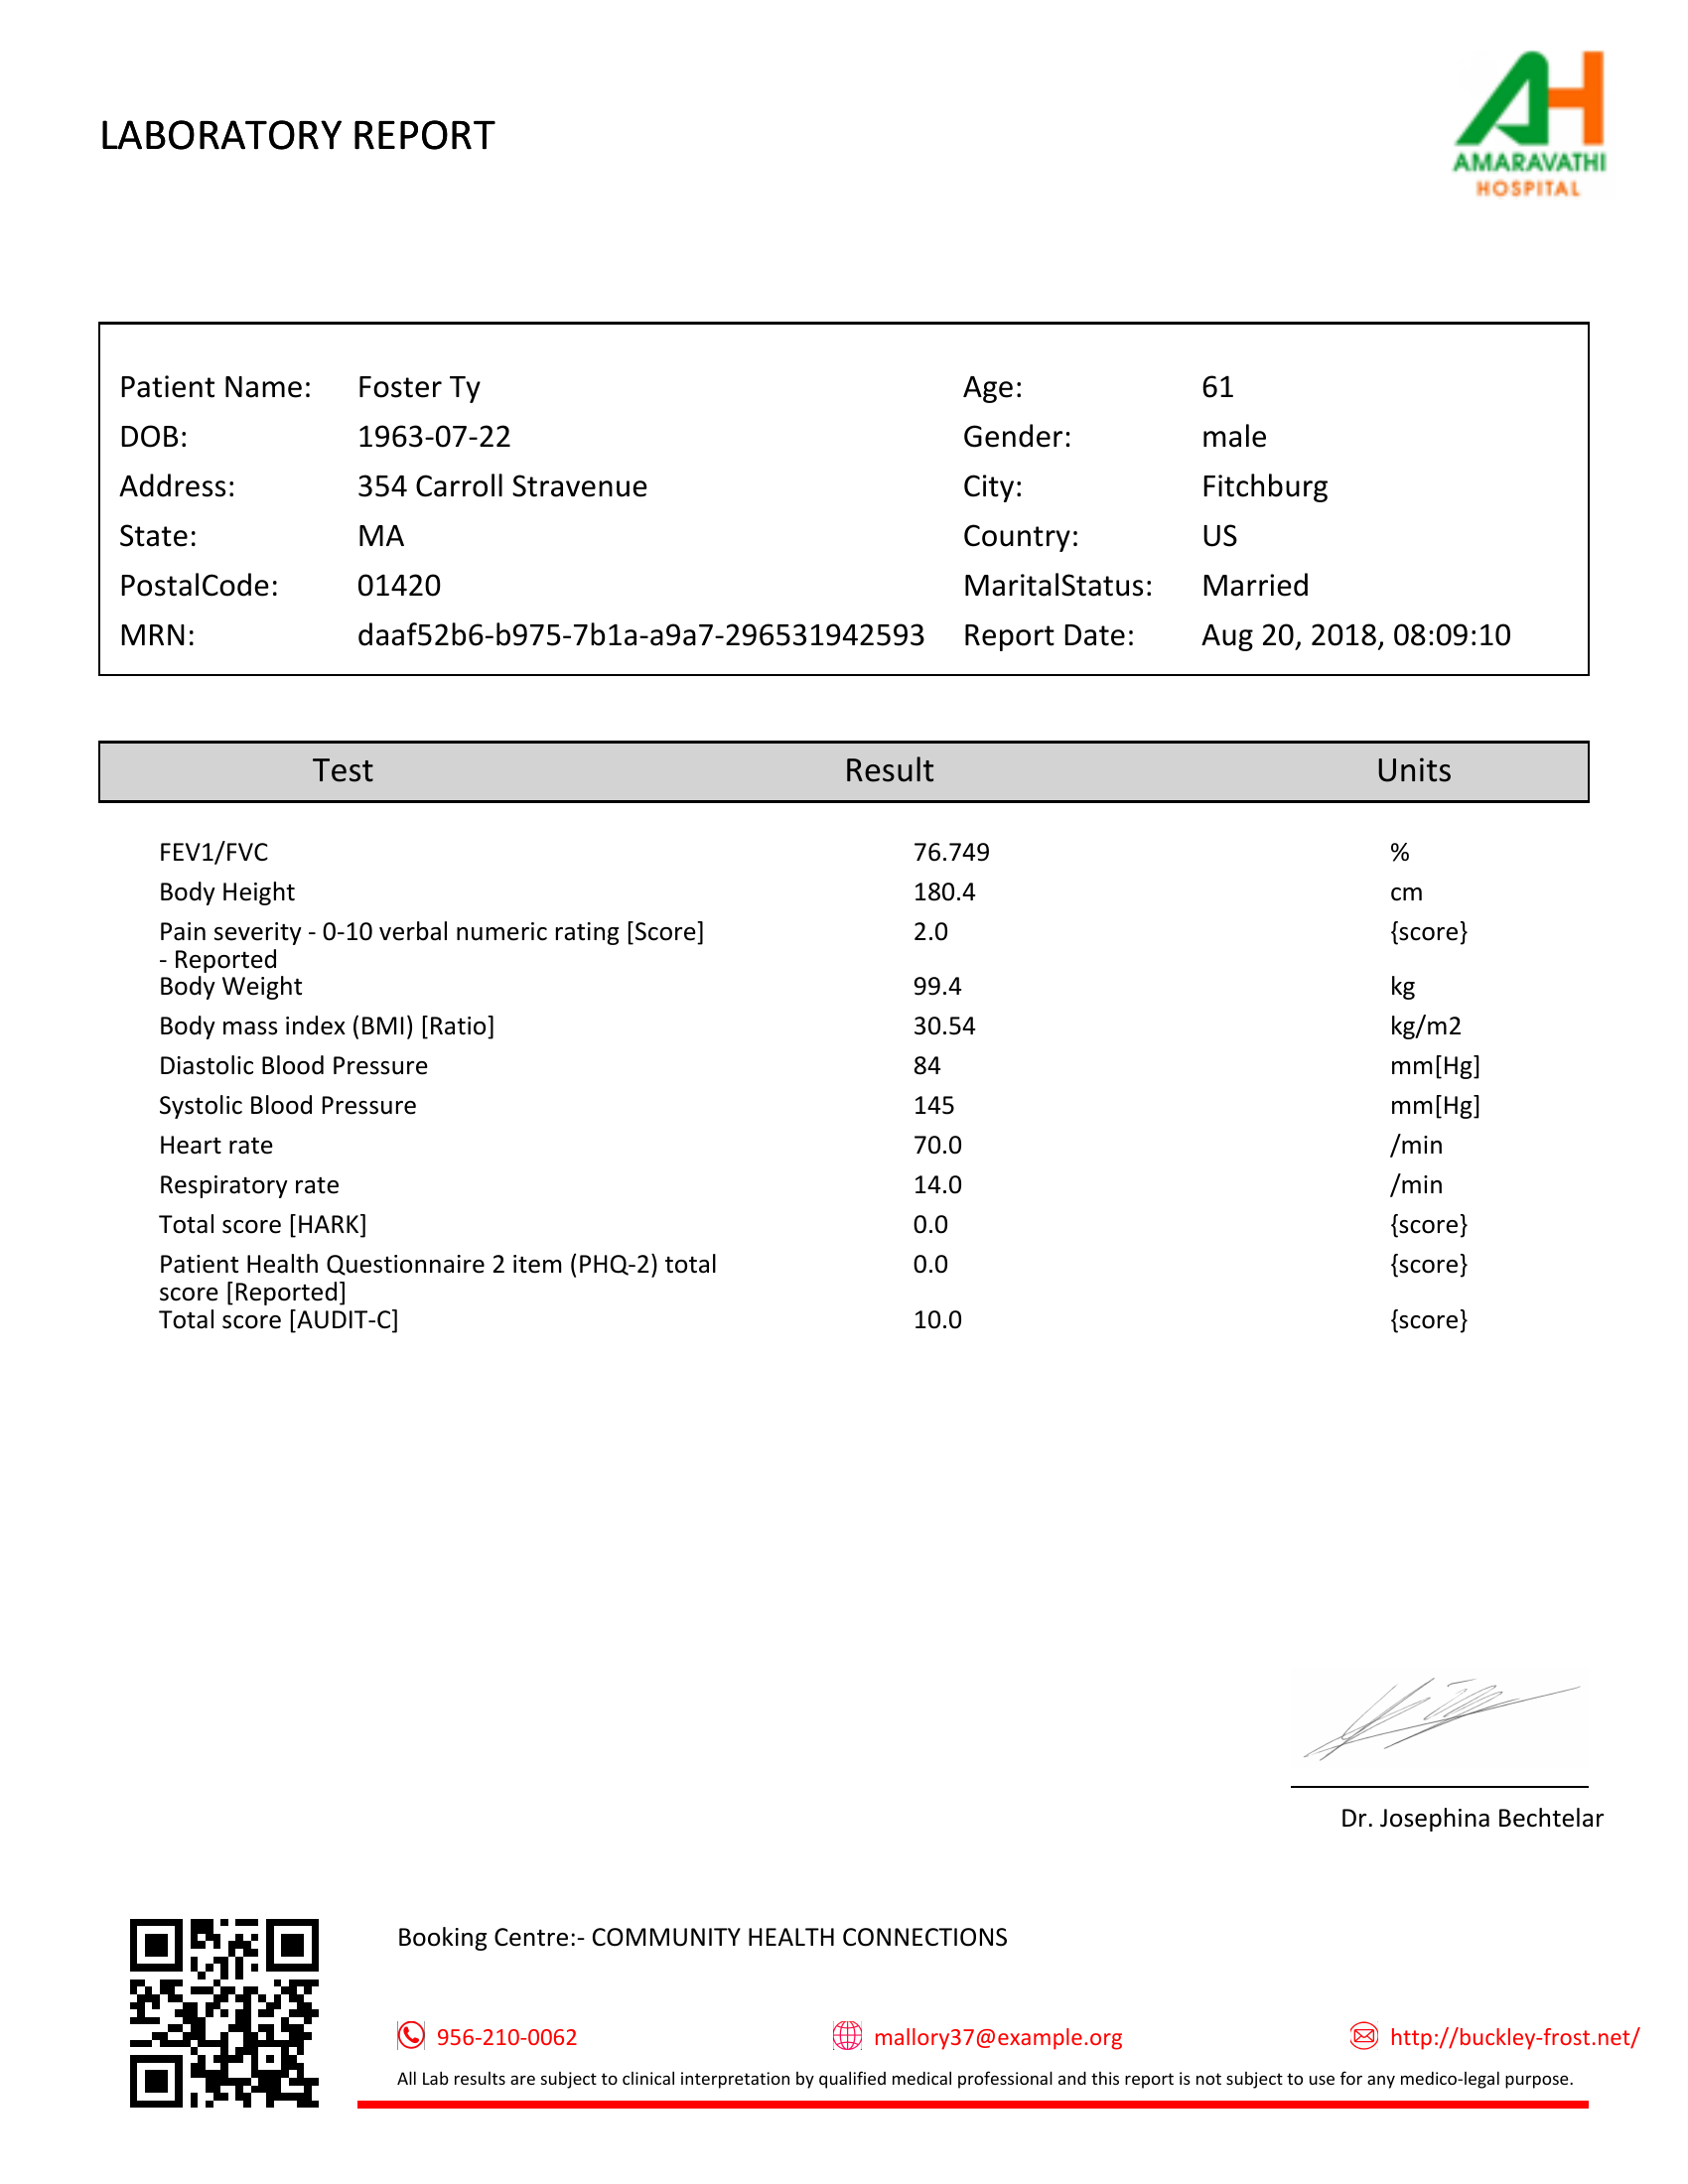 LABORATORY REPORT
AH
AMARAVATHI
HOSPITAL
Patient Name: Foster Ty Age: 61
DOB: 1963-07-22 Gender: male
Address: 354 Carroll Stravenue City: Fitchburg
State: MA Country: US
PostalCode: 01420 MaritalStatus: Married
MRN: daaf52b6-b975-7b1a-a9a7-296531942593 Report Date: Aug 20, 2018, 08:09:10
Test Result Units
FEV1/FVC 76.749 %
Body Height 180.4 cm
Pain severity - 0-10 verbal numeric rating [Score] 2.0 {score}
- Reported
Body Weight 99.4 kg
Body mass index (BMI) [Ratio] 30.54 kg/m2
Diastolic Blood Pressure 84 mm[Hg]
Systolic Blood Pressure 145 mm[Hg]
Heart rate 70.0 /min
Respiratory rate 14.0 /min
Total score [HARK] 0.0 {score}
Patient Health Questionnaire 2 item (PHQ-2) total 0.0 {score}
score [Reported]
Total score [AUDIT-C] 10.0 {score}
Dr. Josephina Bechtelar
Booking Centre:- COMMUNITY HEALTH CONNECTIONS
956-210-0062 mallory37@example.org http://buckley-frost.net/
All Lab results are subject to clinical interpretation by qualified medical professional and this report is not subject to use for any medico-legal purpose.